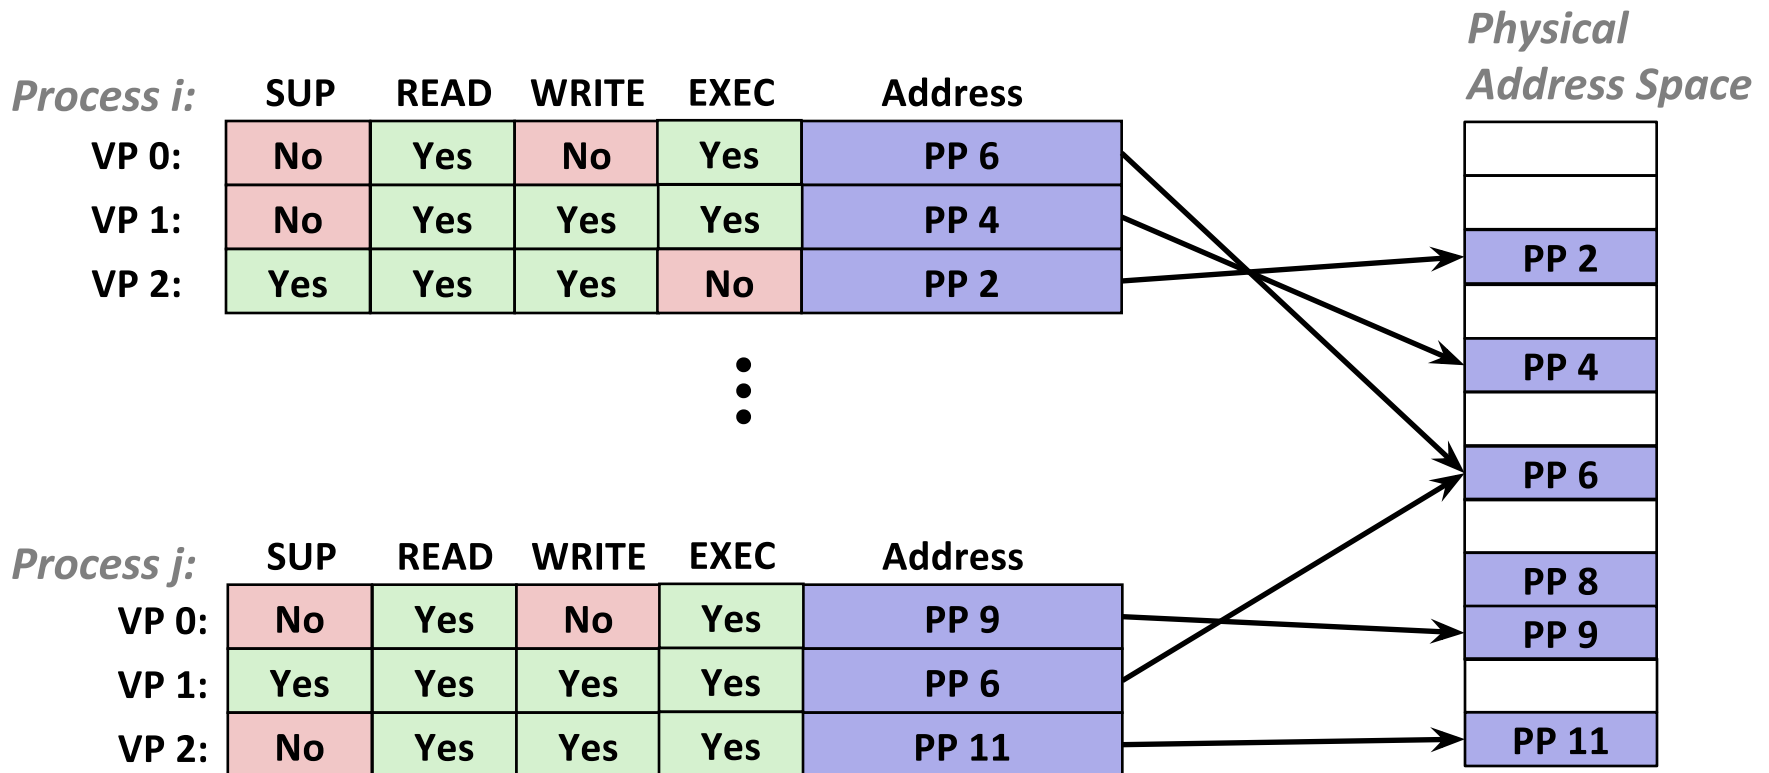 Physical
Address Space
Process i: SUP READ WRITE EXEC Address
VP 0: No Yes No Yes PP 6
VP 1: No Yes Yes Yes PP 4
VP 2: Yes Yes Yes No PP 2
PP 2
PP 4
PP 6
PP 8
PP 9
PP 11
Process j: SUP READ WRITE EXEC Address
VP 0: No Yes No Yes PP 9
VP 1: Yes Yes Yes Yes PP 6
VP 2: No Yes Yes Yes PP 11